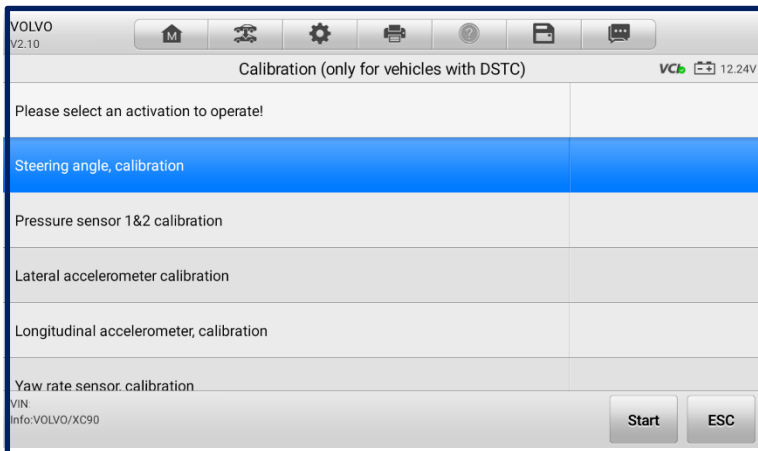 VOLVO
V2.10
M
?
Calibration (only for vehicles with DSTC)
VCI 12.24V
Please select an activation to operate!
Steering angle, calibration
Pressure sensor 1&2 calibration
Lateral accelerometer calibration
Longitudinal accelerometer, calibration
Yaw rate sensor, calibration
VIN:
Info:VOLVO/XC90
Start
ESC